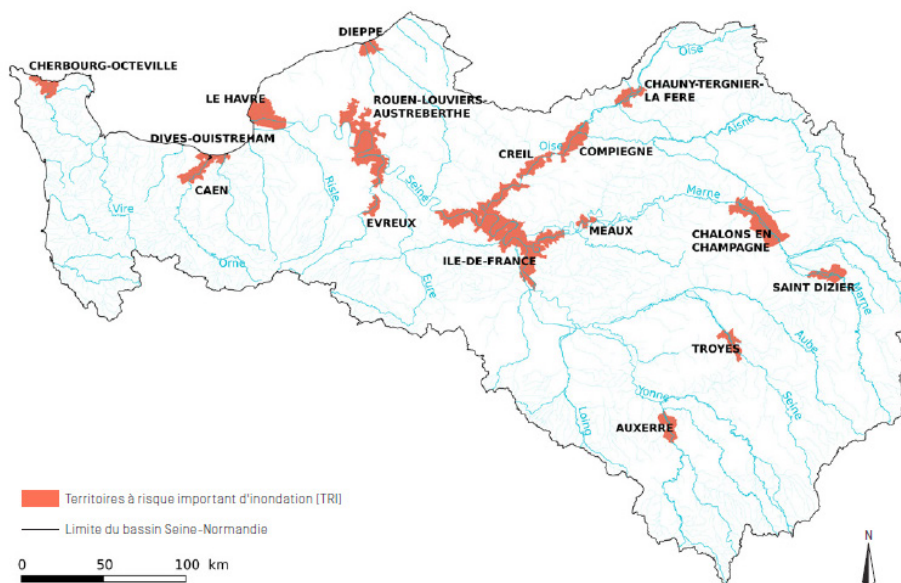 DIEPPE
Oise
CHERBOURG-OCTEVILLE
CHAUNY-TERGNIER-
LA FERE
LE HAVRE
ROUEN-LOUVIERS-
AUSTREBERTHE
Aisne
DIVES-OUISTREHAM
CREIL
Oise
COMPIEGNE
CAEN
Risle
Seine
Marne
Vire
EVREUX
MEAUX
CHALONS EN
CHAMPAGNE
Orne
ILE-DE-FRANCE
Eure
SAINT DIZIER
Marne
TROYES
Aube
Yonne
Seine
Loing
AUXERRE
Territoires à risque important d'inondation (TRI)
Limite du bassin Seine-Normandie
0 50 100 km
N